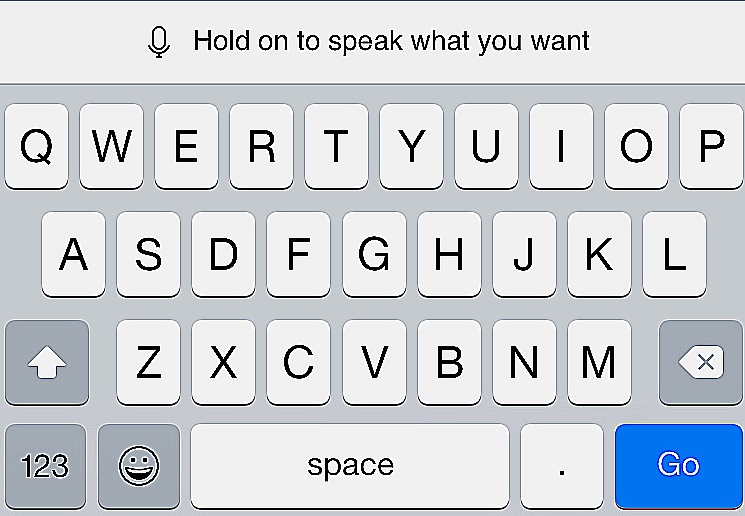 Hold on to speak what you want
Q W E R T Y U I O P
A S D F G H J K L
Z X C V B N M
123 space . Go